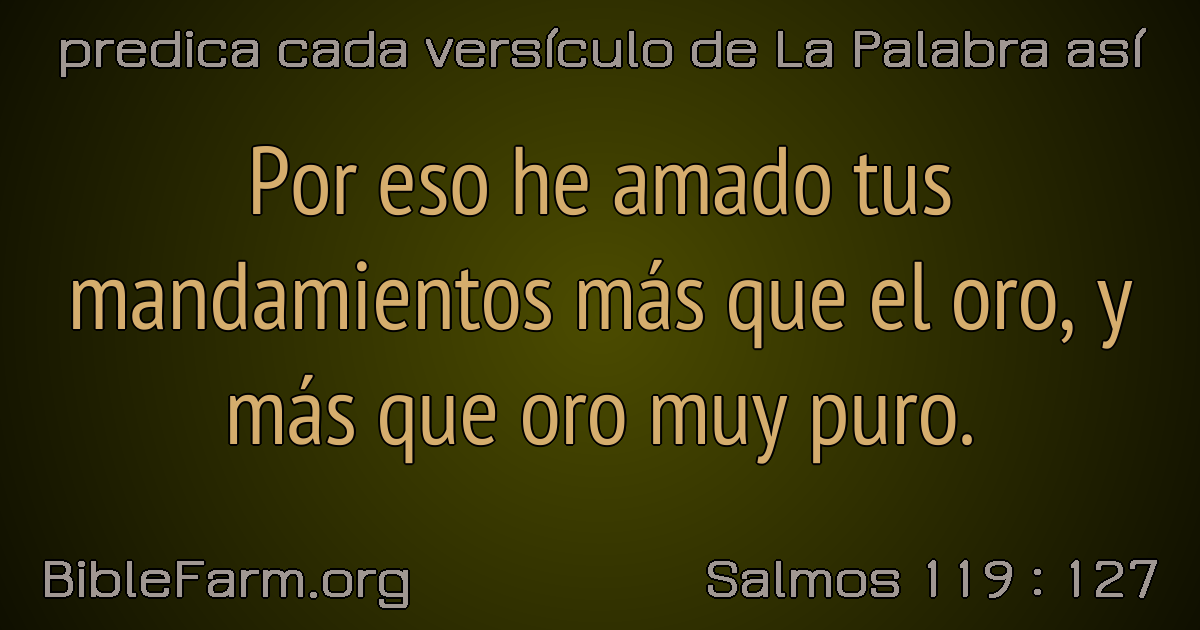 predica cada versículo de La Palabra así
Por eso he amado tus
mandamientos más que el oro, y
más que oro muy puro.
BibleFarm.org
Salmos 119 : 127